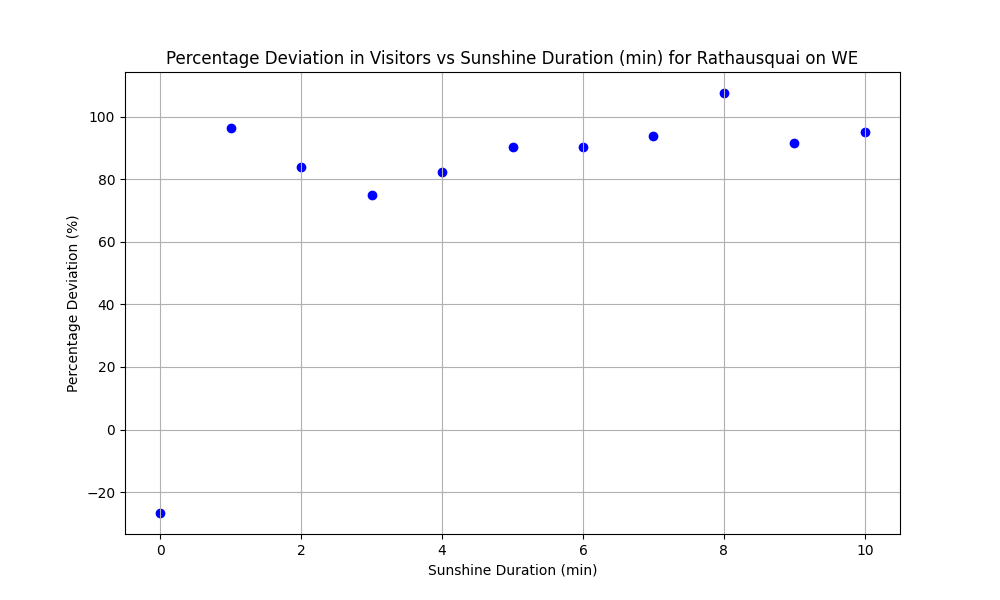 Percentage Deviation in Visitors vs Sunshine Duration (min) for Rathausquai on WE
Percentage Deviation (%)
100
80
60
40
20
0
−20
0 2 4 6 8 10
Sunshine Duration (min)